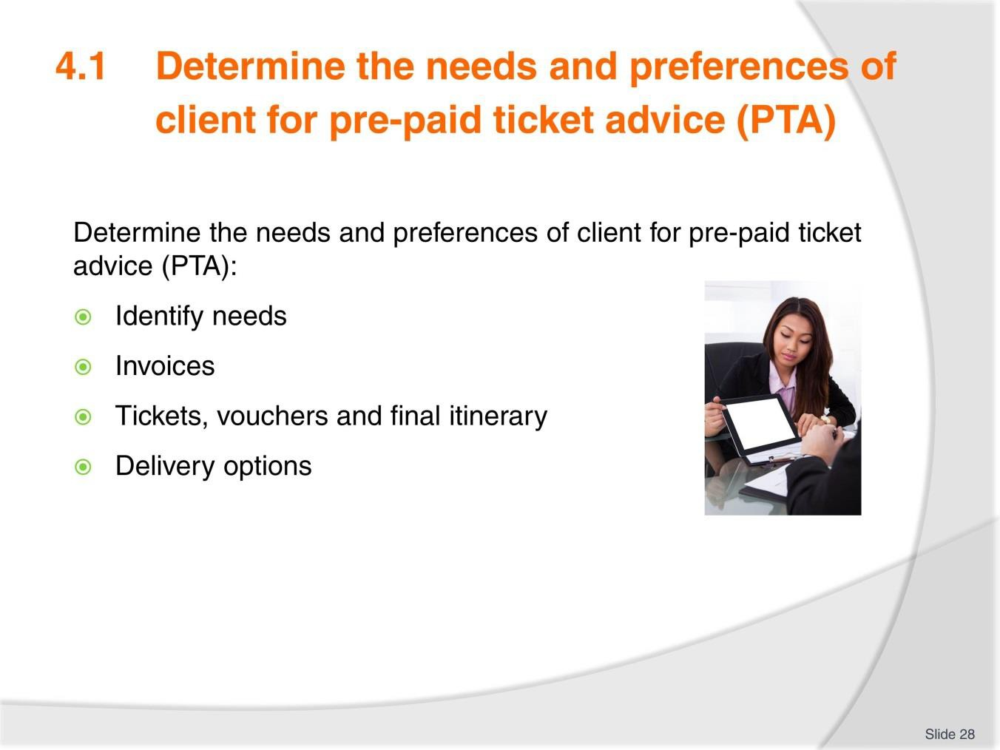 4.1 Determine the needs and preferences of
client for pre-paid ticket advice (PTA)
Determine the needs and preferences of client for pre-paid ticket
advice (PTA):
Identify needs
Invoices
Tickets, vouchers and final itinerary
Delivery options
Slide 28